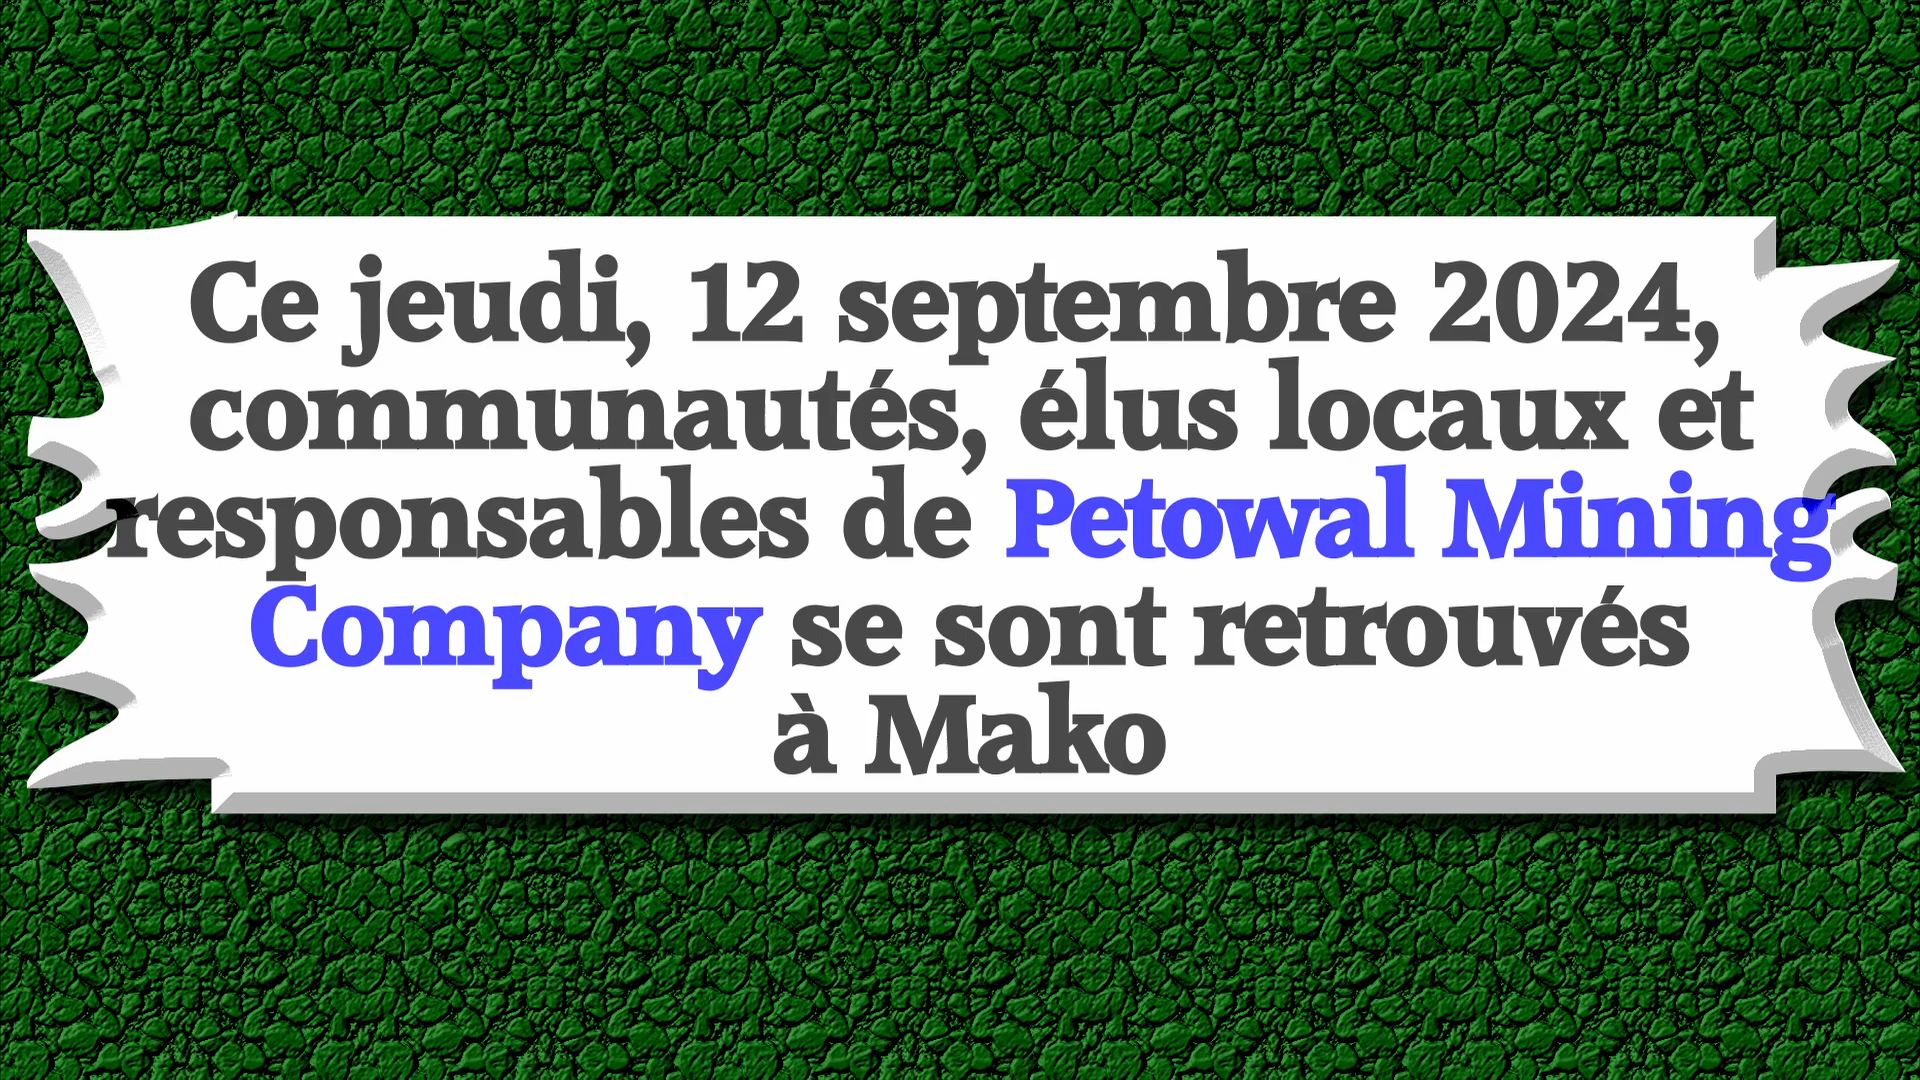 Ce jeudi, 12 septembre 2024,
communautés, élus locaux et
responsables de Petowal Mining
Company se sont retrouvés
à Mako